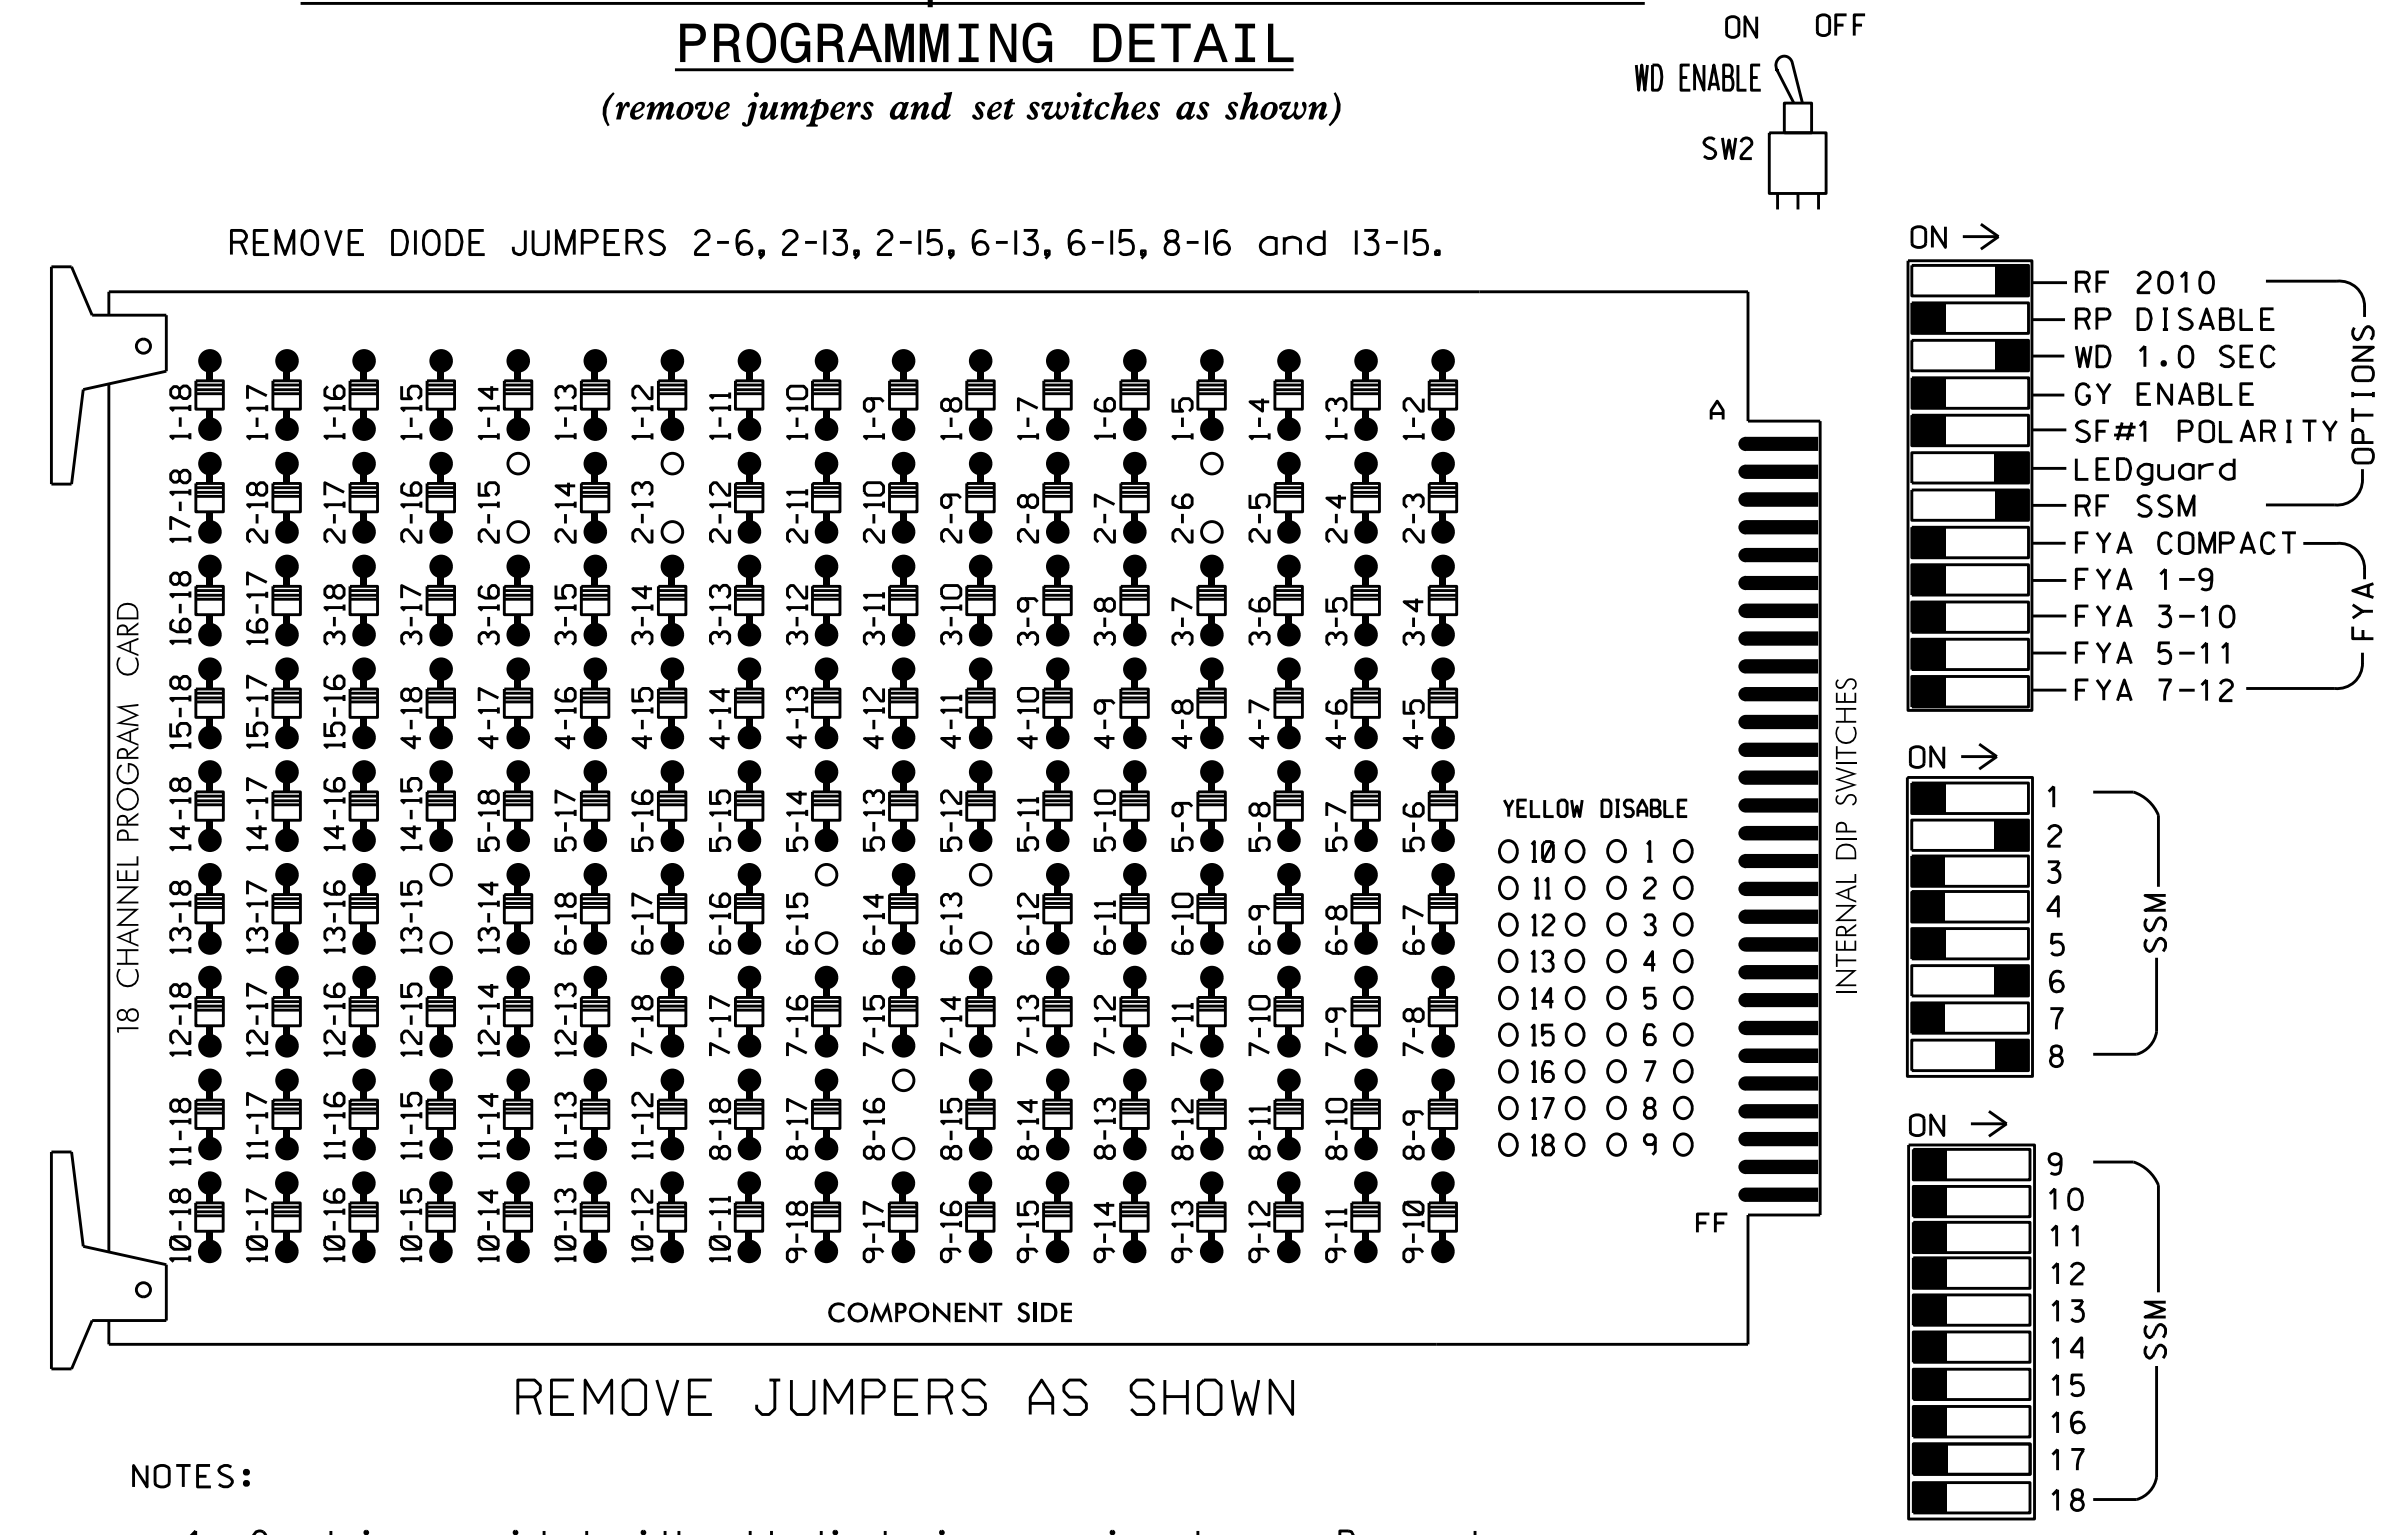 PROGRAMMING DETAIL
(remove jumpers and set switches as shown)
ON OFF
WD ENABLE
SW2
REMOVE DIODE JUMPERS 2-6, 2-13, 2-15, 6-13, 6-15, 8-16 and 13-15.
18 CHANNEL PROGRAM CARD
1-18 1-17 1-16 1-15 1-14 1-13 1-12 1-11 1-10 1-9 1-8 1-7 1-6 1-5 1-4 1-3 1-2
17-18 2-18 2-17 2-16 2-15 2-14 2-13 2-12 2-11 2-10 2-9 2-8 2-7 2-6 2-5 2-4 2-3
16-18 16-17 3-18 3-17 3-16 3-15 3-14 3-13 3-12 3-11 3-10 3-9 3-8 3-7 3-6 3-5 3-4
15-18 15-17 15-16 4-18 4-17 4-16 4-15 4-14 4-13 4-12 4-11 4-10 4-9 4-8 4-7 4-6 4-5
14-18 14-17 14-16 14-15 5-18 5-17 5-16 5-15 5-14 5-13 5-12 5-11 5-10 5-9 5-8 5-7 5-6
13-18 13-17 13-16 13-15 13-14 6-18 6-17 6-16 6-15 6-14 6-13 6-12 6-11 6-10 6-9 6-8 6-7
12-18 12-17 12-16 12-15 12-14 12-13 7-18 7-17 7-16 7-15 7-14 7-13 7-12 7-11 7-10 7-9 7-8
11-18 11-17 11-16 11-15 11-14 11-13 11-12 8-18 8-17 8-16 8-15 8-14 8-13 8-12 8-11 8-10 8-9
10-18 10-17 10-16 10-15 10-14 10-13 10-12 10-11 9-18 9-17 9-16 9-15 9-14 9-13 9-12 9-11 9-10
A
YELLOW DISABLE
10 1
11 2
12 3
13 4
14 5
15 6
16 7
17 8
18 9
FF
COMPONENT SIDE
REMOVE JUMPERS AS SHOWN
NOTES:
INTERNAL DIP SWITCHES
ON
RF 2010
RP DISABLE
WD 1.0 SEC
GY ENABLE
SF#1 POLARITY
LEDguard
RF SSM
OPTIONS
FYA COMPACT
FYA 1-9
FYA 3-10
FYA 5-11
FYA 7-12
FYA
ON
1
2
3
4
5
6
7
8
SSM
ON
9
10
11
12
13
14
15
16
17
18
SSM